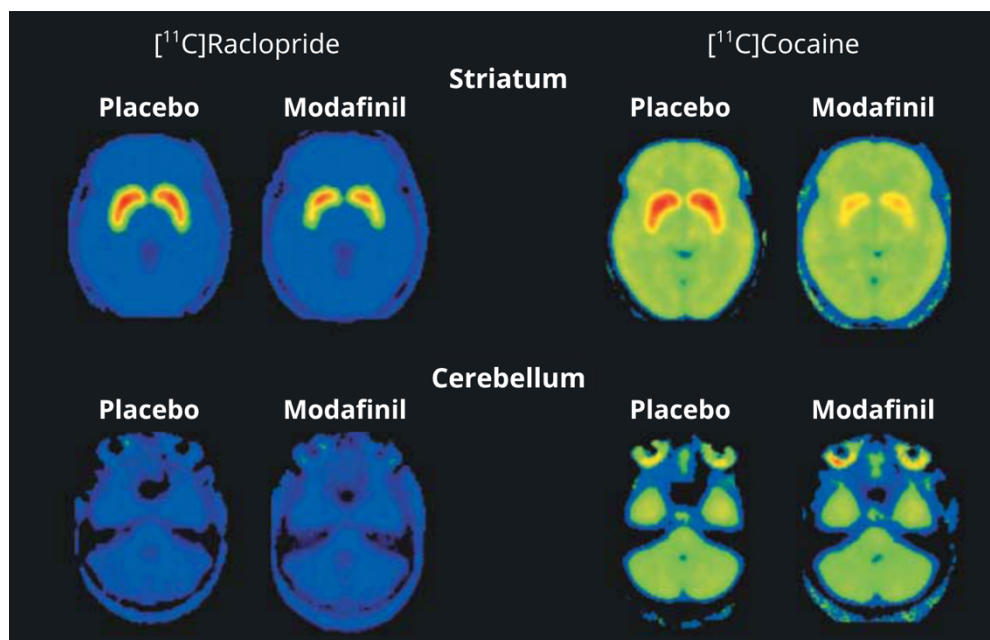 [¹¹C]Raclopride
[¹¹C]Cocaine
Striatum
Placebo
Modafinil
Placebo
Modafinil
Cerebellum
Placebo
Modafinil
Placebo
Modafinil